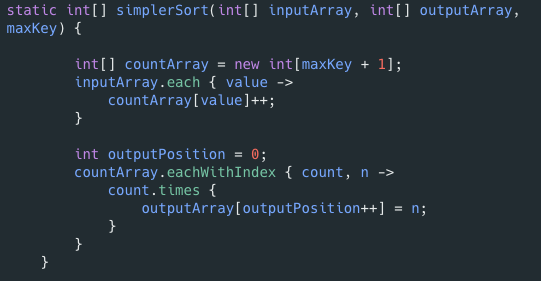 static int[] simplerSort(int[] inputArray, int[] outputArray,
maxKey) {
int[] countArray = new int[maxKey + 1];
inputArray.each { value ->
countArray[value]++;
}
int outputPosition = 0;
countArray.eachWithIndex { count, n ->
count.times {
outputArray[outputPosition++] = n;
}
}
}